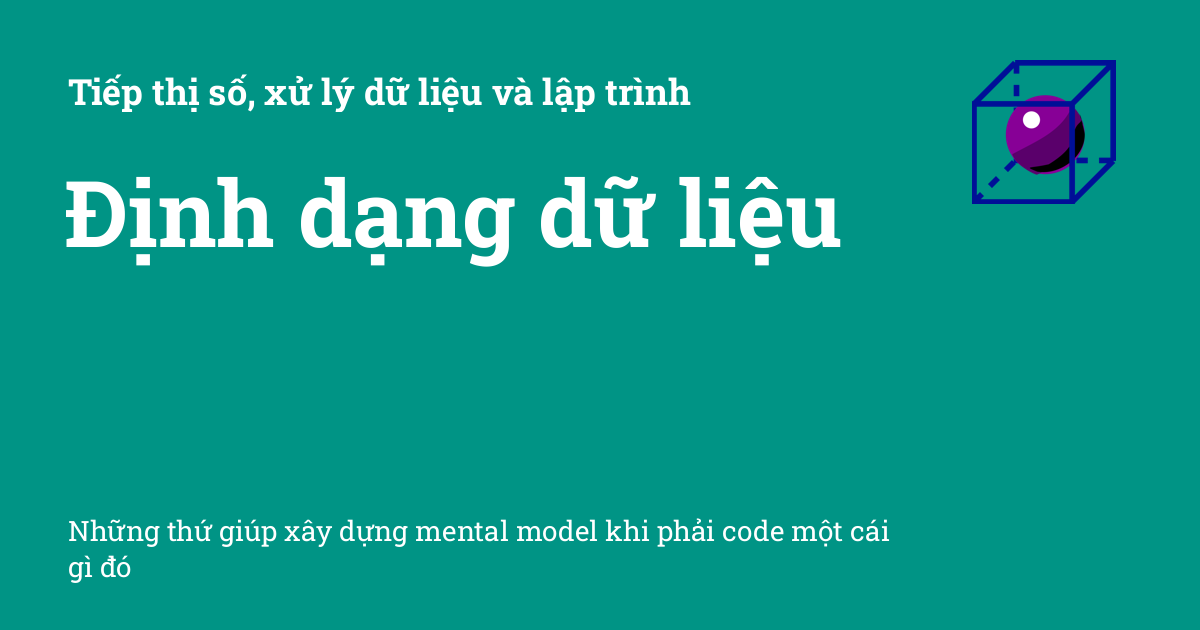 Tiếp thị số, xử lý dữ liệu và lập trình
Định dạng dữ liệu
Những thứ giúp xây dựng mental model khi phải code một cái
gì đó